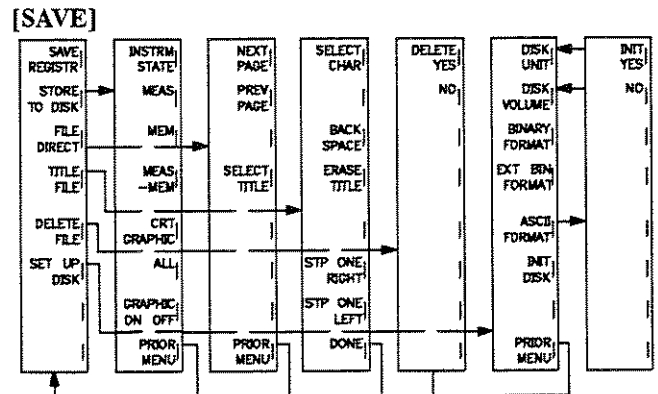 [SAVE]
SAVE
REGISTR
STORE
TO DISK
FILE
DIRECT
TITLE
FILE
DELETE
FILE
SET UP
DISK
INSTRM
STATE
MEAS
MEM
MEAS
-MEM
CRT
GRAPHIC
ALL
GRAPHIC
ON OFF
PRIOR
MENU
NEXT
PAGE
PREV
PAGE
SELECT
TITLE
PRIOR
MENU
SELECT
CHAR
BACK
SPACE
ERASE
TITLE
STP ONE
RIGHT
STP ONE
LEFT
DONE
DELETE
YES
NO
DISK
UNIT
DISK
VOLUME
BINARY
FORMAT
EXT BIN
FORMAT
ASCII
FORMAT
INIT
DISK
PRIOR
MENU
INIT
YES
NO